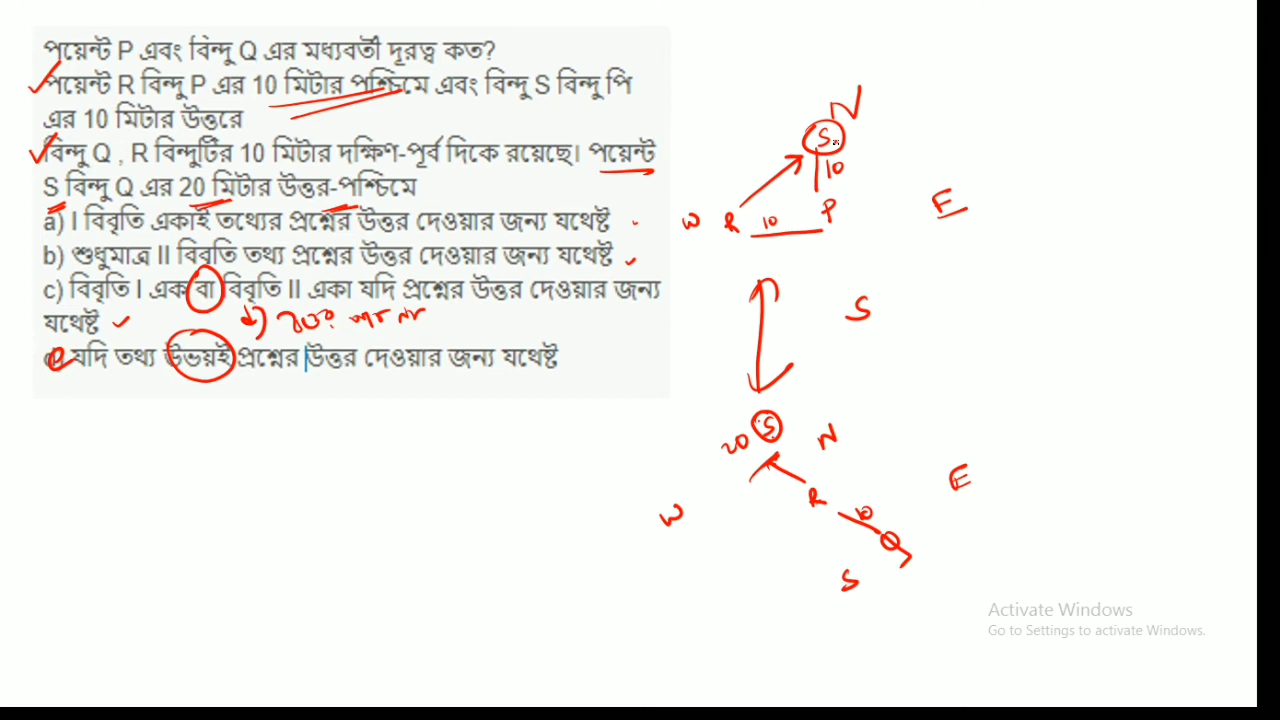 পয়েন্ট P এবং বিন্দু Q এর মধ্যবর্তী দূরত্ব কত?
পয়েন্ট R বিন্দু P এর 10 মিটার পশ্চিমে এবং বিন্দু S বিন্দু পি
এর 10 মিটার উত্তরে
বিন্দু Q , R বিন্দুটির 10 মিটার দক্ষিণ-পূর্ব দিকে রয়েছে। পয়েন্ট
S বিন্দু Q এর 20 মিটার উত্তর-পশ্চিমে
a) I বিবৃতি একাই তথ্যের প্রশ্নের উত্তর দেওয়ার জন্য যথেষ্ট
b) শুধুমাত্র II বিবৃতি তথ্য প্রশ্নের উত্তর দেওয়ার জন্য যথেষ্ট
c) বিবৃতি I এক বা বিবৃতি II একা যদি প্রশ্নের উত্তর দেওয়ার জন্য
যথেষ্ট
যদি তথ্য উভয়ই প্রশ্নের উত্তর দেওয়ার জন্য যথেষ্ট
N
S
10
W R 10 P E
S
20 S N
W R 10 E
S
Activate Windows
Go to Settings to activate Windows.